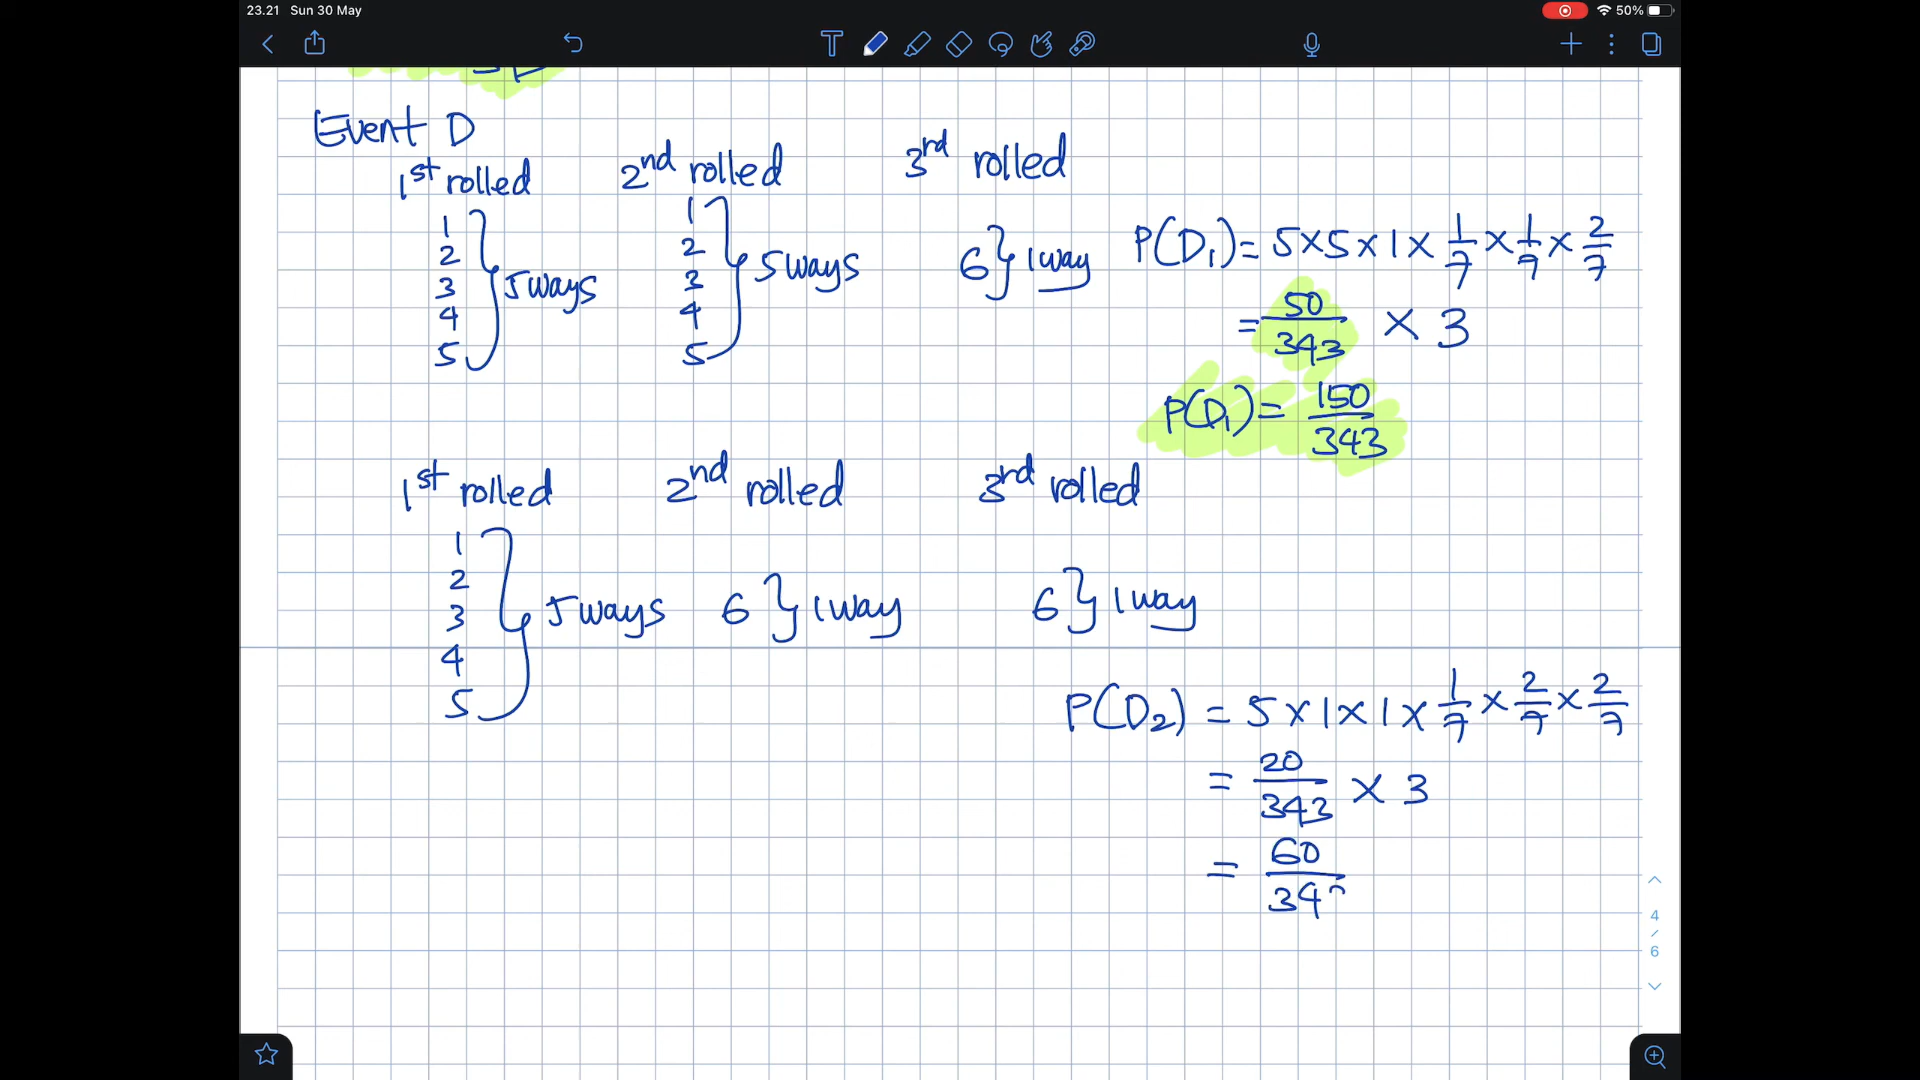 23.21 Sun 30 May
50%
Event D
1st rolled 2nd rolled 3rd rolled
1
2
3
4
5
} 5 ways
1
2
3
4
5
} 5 ways
6 } 1 way
P(D₁) = 5 × 5 × 1 × 1/7 × 1/7 × 2/7
= 50/343 × 3
P(D₁) = 150/343
1st rolled 2nd rolled 3rd rolled
1
2
3
4
5
} 5 ways
6 } 1 way
6 } 1 way
P(D₂) = 5 × 1 × 1 × 1/7 × 2/7 × 2/7
= 20/343 × 3
= 60/34
4
/
6